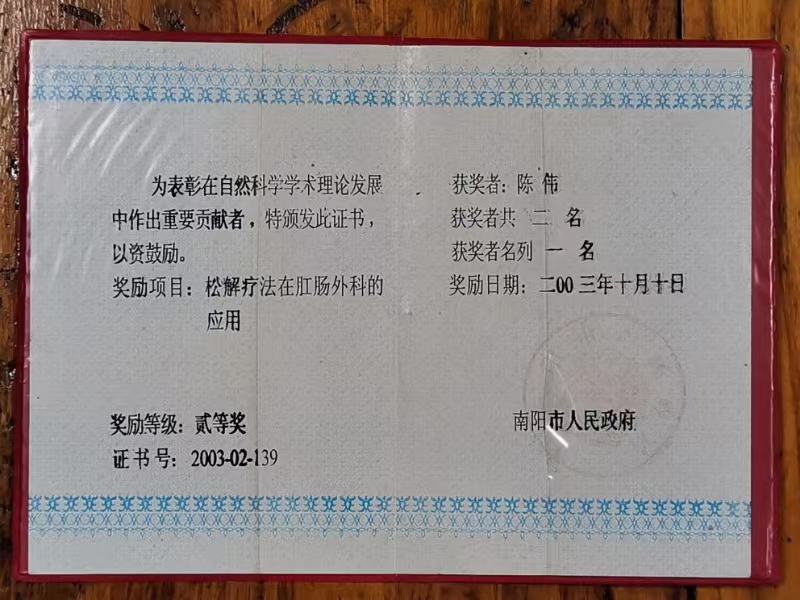 为表彰在自然科学学术理论发展
中作出重要贡献者，特颁发此证书，
以资鼓励。
奖励项目：松解疗法在肛肠外科的
应用
奖励等级：贰等奖
证书号：2003-02-139
获奖者：陈伟
获奖者共 二 名
获奖者名列 一 名
奖励日期：二00三年十月十日
南阳市人民政府